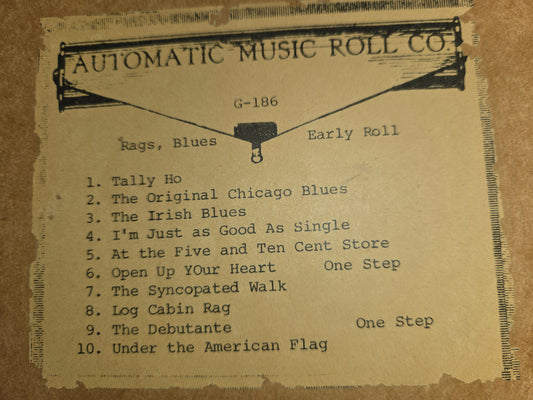 AUTOMATIC MUSIC ROLL CO.
G-186
Rags, Blues Early Roll
1. Tally Ho
2. The Original Chicago Blues
3. The Irish Blues
4. I'm Just as Good As Single
5. At the Five and Ten Cent Store
6. Open Up Your Heart One Step
7. The Syncopated Walk
8. Log Cabin Rag
9. The Debutante One Step
10. Under the American Flag